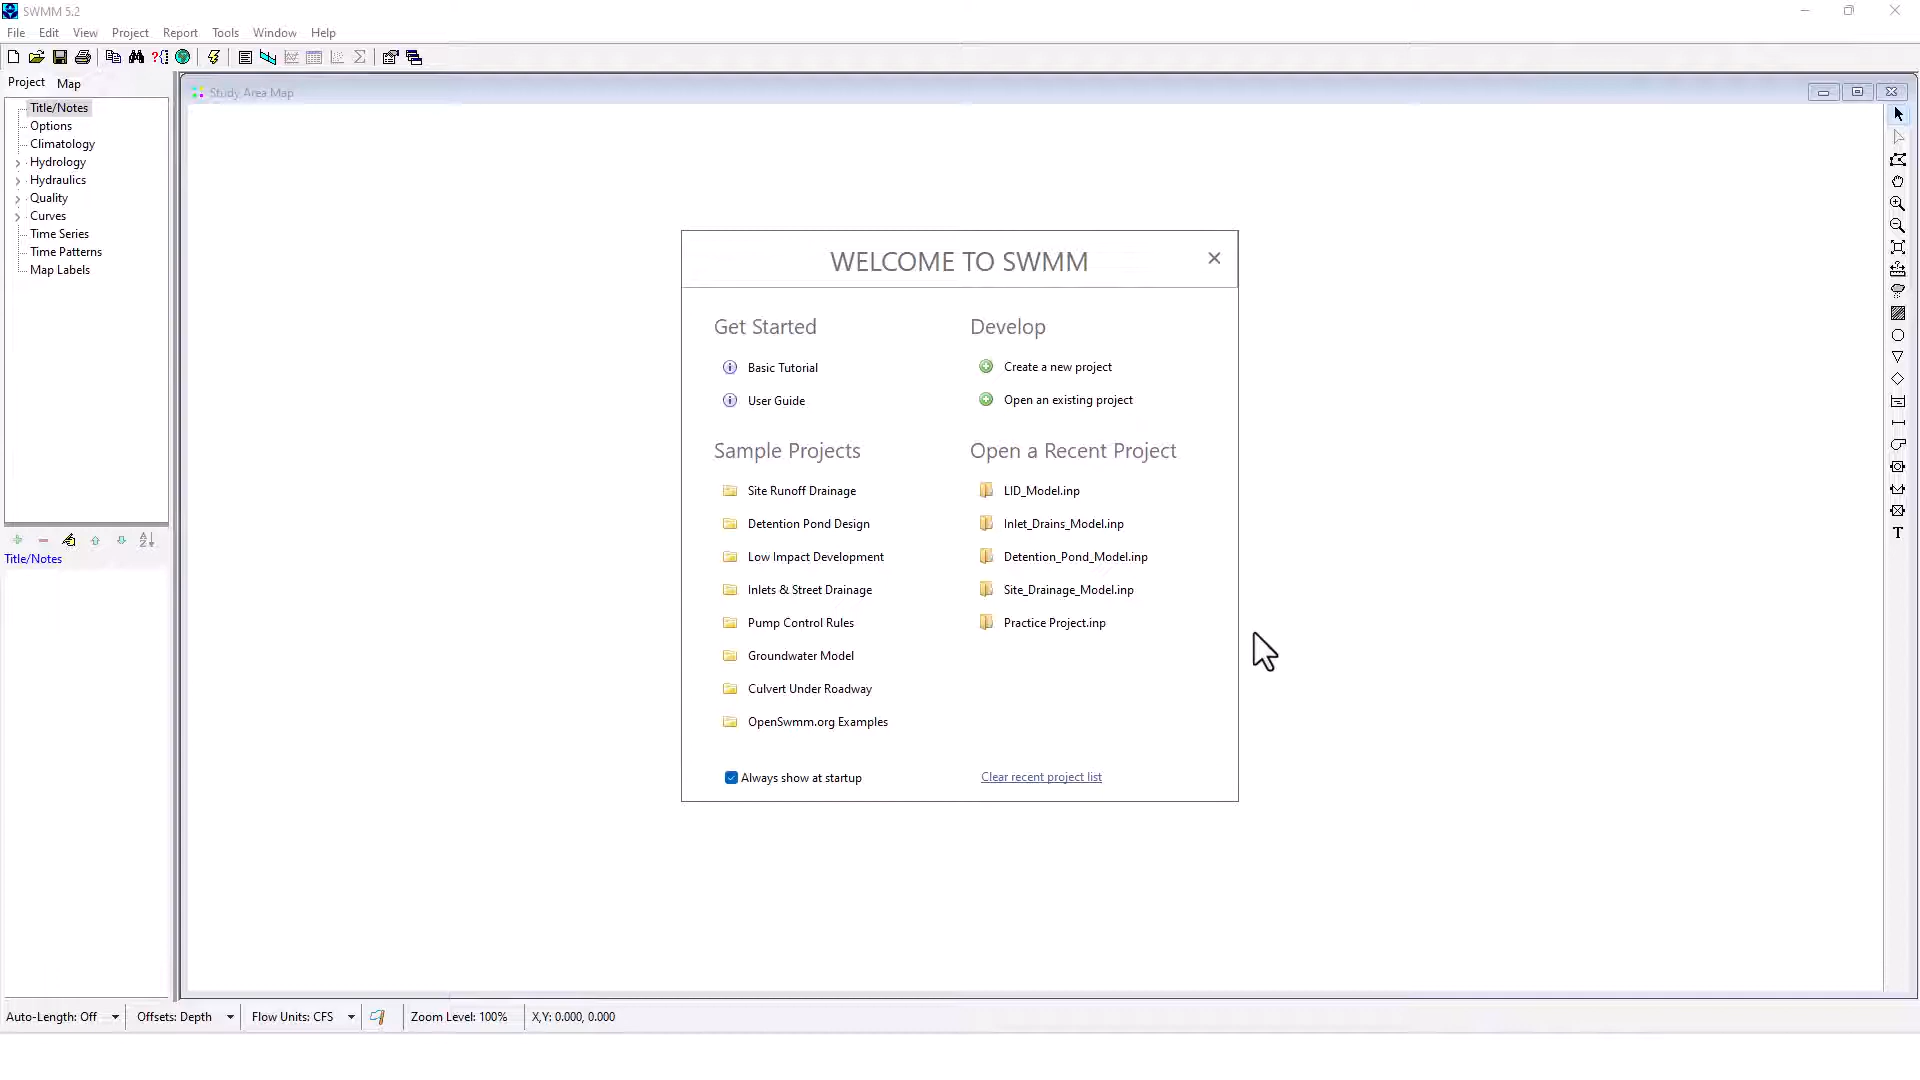 SWMM 5.2
File Edit View Project Report Tools Window Help
Project Map
Study Area Map
Title/Notes
Options
Climatology
Hydrology
Hydraulics
Quality
Curves
Time Series
Time Patterns
Map Labels
Title/Notes
WELCOME TO SWMM
Get Started
Basic Tutorial
User Guide
Sample Projects
Site Runoff Drainage
Detention Pond Design
Low Impact Development
Inlets & Street Drainage
Pump Control Rules
Groundwater Model
Culvert Under Roadway
OpenSwmm.org Examples
Always show at startup
Develop
Create a new project
Open an existing project
Open a Recent Project
LID_Model.inp
Inlet_Drains_Model.inp
Detention_Pond_Model.inp
Site_Drainage_Model.inp
Practice Project.inp
Clear recent project list
T
Auto-Length: Off Offsets: Depth Flow Units: CFS Zoom Level: 100% X,Y: 0.000, 0.000